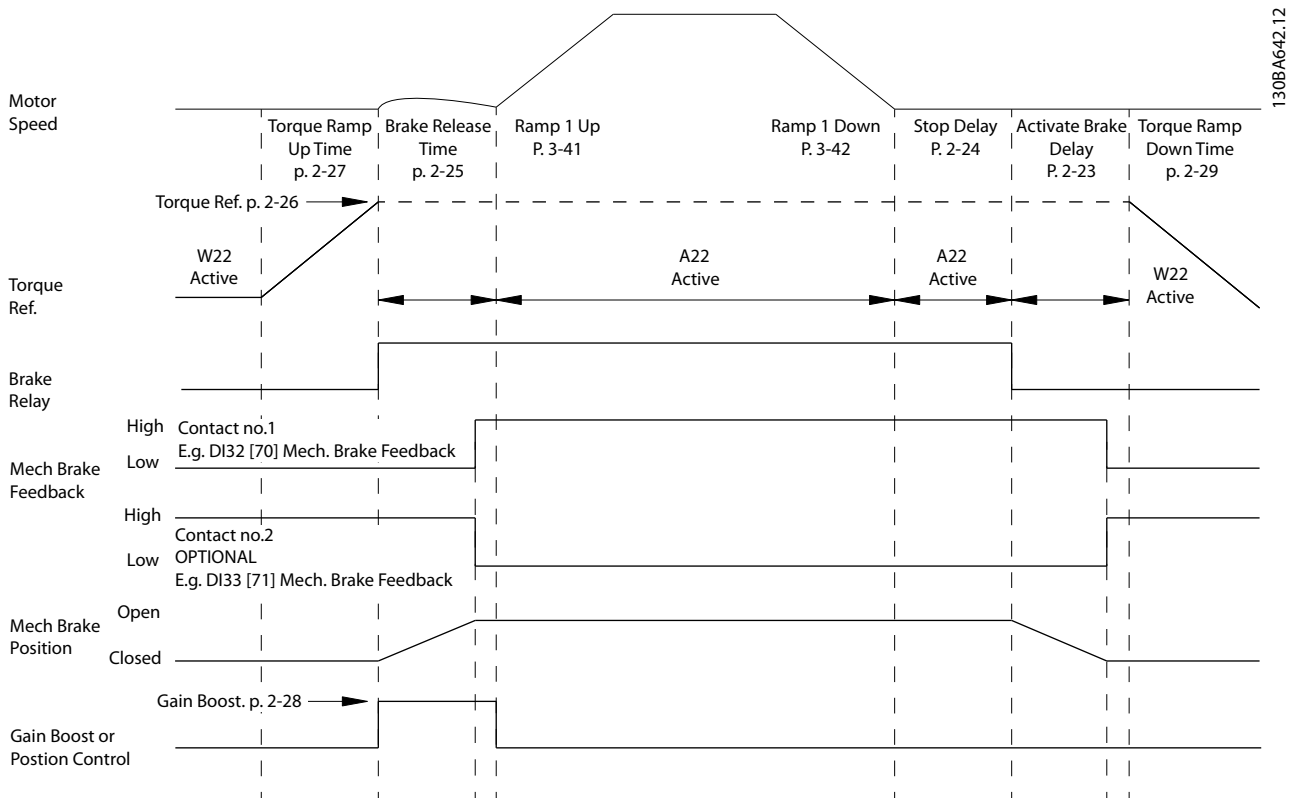 130BA642.12
Motor
Speed
Torque Ramp
Up Time
p. 2-27
Brake Release
Time
p. 2-25
Ramp 1 Up
P. 3-41
Ramp 1 Down
P. 3-42
Stop Delay
P. 2-24
Activate Brake
Delay
P. 2-23
Torque Ramp
Down Time
p. 2-29
Torque Ref. p. 2-26
W22
Active
A22
Active
A22
Active
W22
Active
Torque
Ref.
Brake
Relay
High
Contact no.1
E.g. DI32 [70] Mech. Brake Feedback
Low
Mech Brake
Feedback
High
Contact no.2
Low
OPTIONAL
E.g. DI33 [71] Mech. Brake Feedback
Open
Mech Brake
Position
Closed
Gain Boost. p. 2-28
Gain Boost or
Postion Control